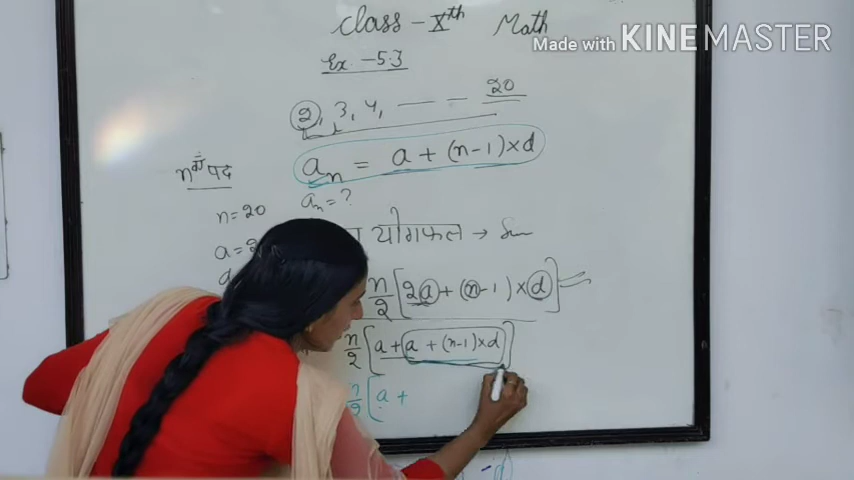 Class - Xth Math
Made with KINEMASTER
Ex. - 5.3
2, 3, 4, — — 20
an = a + (n-1)×d
nवाँ पद
an = ?
n = 20
a = 2
योगफल → Sum
n/2 [2a + (n-1)×d]
n/2 [a + a + (n-1)×d]
n/2 [a +